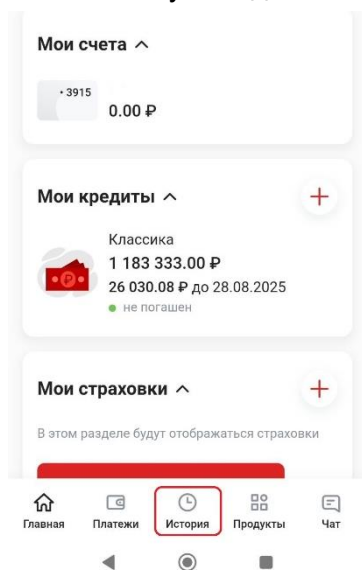 Мои счета
• 3915
0.00 ₽
Мои кредиты
Классика
1 183 333.00 ₽
26 030.08 ₽ до 28.08.2025
не погашен
Мои страховки
В этом разделе будут отображаться страховки
Главная Платежи История Продукты Чат